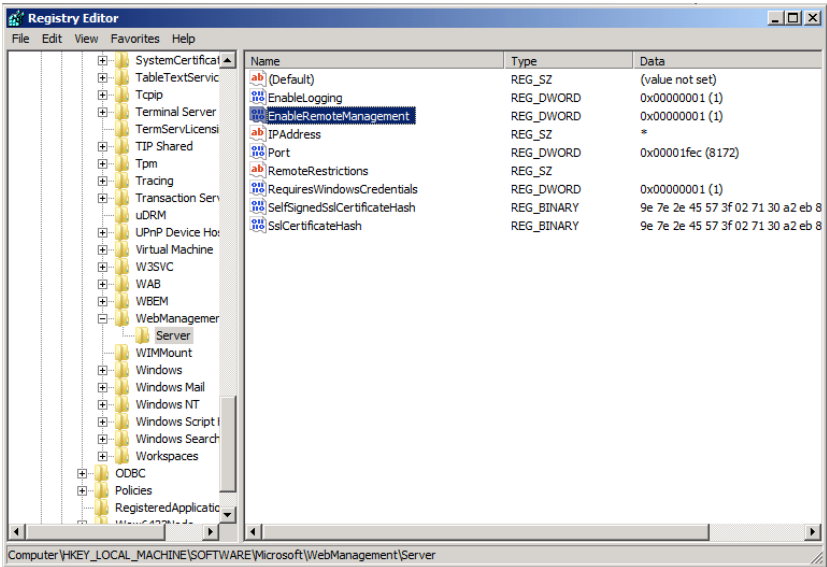 Registry Editor
File Edit View Favorites Help
SystemCertificat
TableTextServic
Tcpip
Terminal Server
TermServLicensi
TIP Shared
Tpm
Tracing
Transaction Serv
uDRM
UPnP Device Hos
Virtual Machine
W3SVC
WAB
WBEM
WebManagemer
Server
WIMMount
Windows
Windows Mail
Windows NT
Windows Script
Windows Search
Workspaces
ODBC
Policies
RegisteredApplicatic
Name Type Data
(Default) REG_SZ (value not set)
EnableLogging REG_DWORD 0x00000001 (1)
EnableRemoteManagement REG_DWORD 0x00000001 (1)
IPAddress REG_SZ *
Port REG_DWORD 0x00001fec (8172)
RemoteRestrictions REG_SZ
RequiresWindowsCredentials REG_DWORD 0x00000001 (1)
SelfSignedSslCertificateHash REG_BINARY 9e 7e 2e 45 57 3f 02 71 30 a2 eb 8
SslCertificateHash REG_BINARY 9e 7e 2e 45 57 3f 02 71 30 a2 eb 8
Computer\HKEY_LOCAL_MACHINE\SOFTWARE\Microsoft\WebManagement\Server